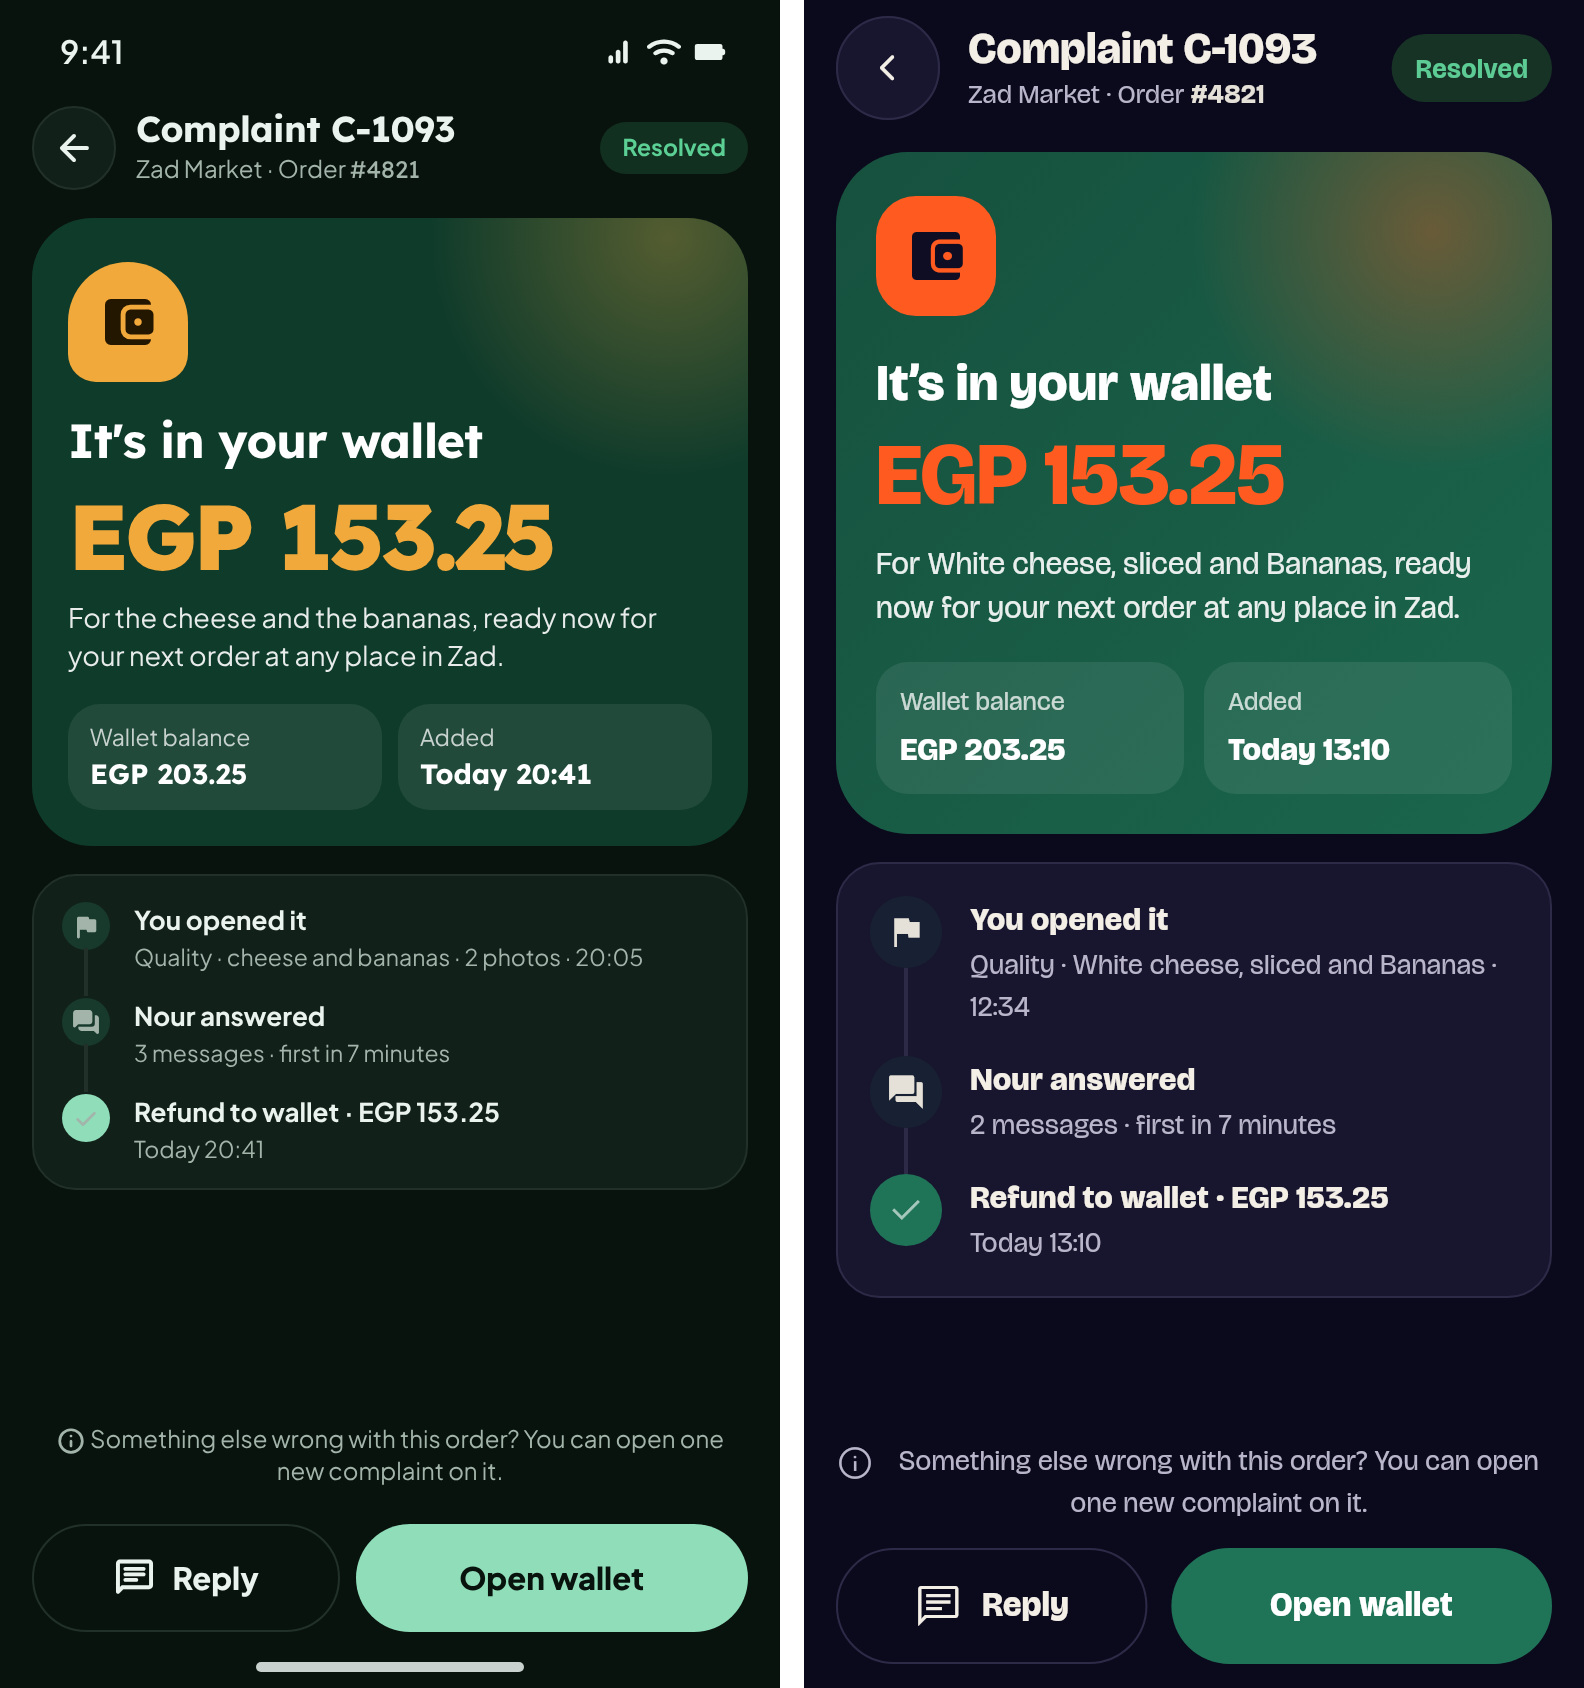 9:41
Complaint C-1093
Zad Market · Order #4821
Resolved
It's in your wallet
EGP 153.25
For the cheese and the bananas, ready now for
your next order at any place in Zad.
Wallet balance
EGP 203.25
Added
Today 20:41
You opened it
Quality · cheese and bananas · 2 photos · 20:05
Nour answered
3 messages · first in 7 minutes
Refund to wallet · EGP 153.25
Today 20:41
Something else wrong with this order? You can open one
new complaint on it.
Reply
Open wallet
Complaint C-1093
Zad Market · Order #4821
Resolved
It's in your wallet
EGP 153.25
For White cheese, sliced and Bananas, ready
now for your next order at any place in Zad.
Wallet balance
EGP 203.25
Added
Today 13:10
You opened it
Quality · White cheese, sliced and Bananas ·
12:34
Nour answered
2 messages · first in 7 minutes
Refund to wallet · EGP 153.25
Today 13:10
Something else wrong with this order? You can open
one new complaint on it.
Reply
Open wallet